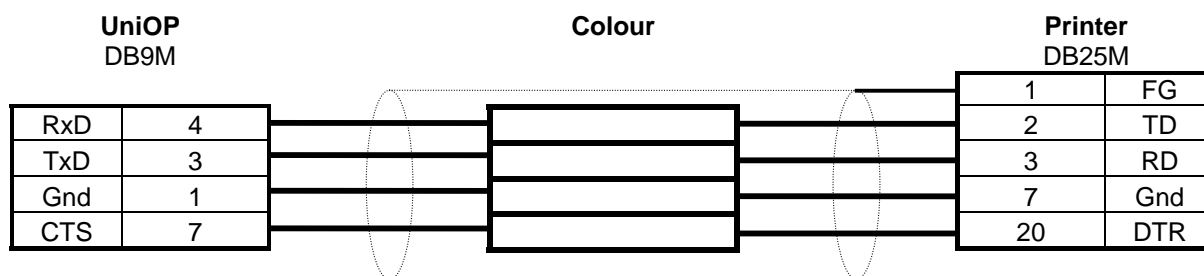 UniOP Colour Printer
DB9M DB25M
1 FG
RxD 4 2 TD
TxD 3 3 RD
Gnd 1 7 Gnd
CTS 7 20 DTR